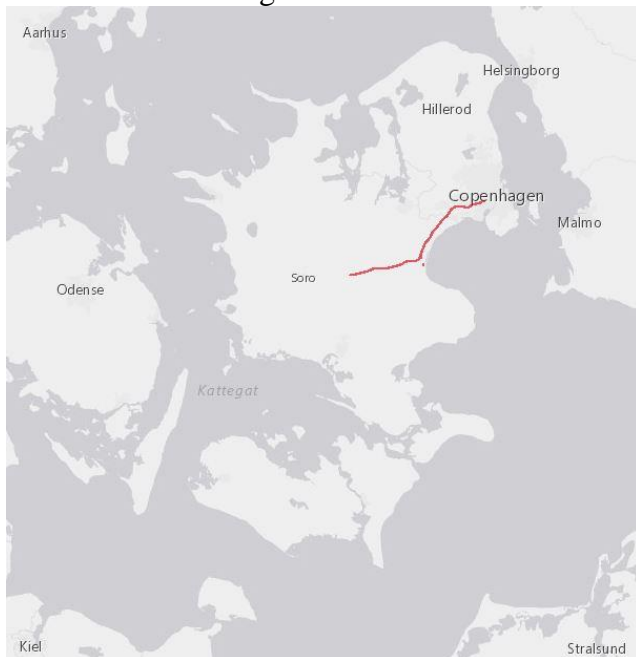 Aarhus
Helsingborg
Hillerod
Copenhagen
Malmo
Soro
Odense
Kattegat
Kiel
Stralsund